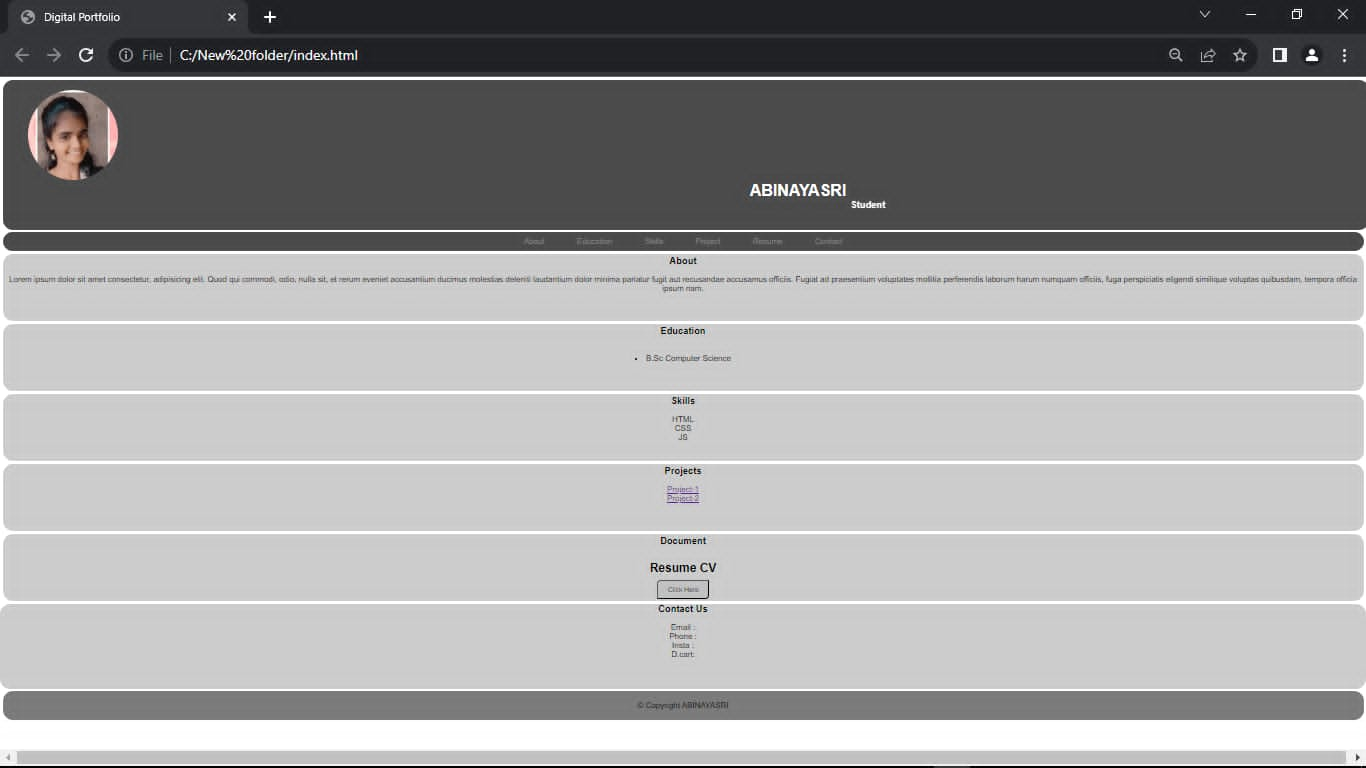 Digital Portfolio
File | C:/New%20folder/index.html
ABINAYASRI
Student
About Education Skills Project Resume Contact
About
Lorem ipsum dolor sit amet consectetur, adipisicing elit. Quod qui commodi, odio, nulla sit, et rerum eveniet accusantium ducimus molestias deleniti laudantium dolor minima pariatur fugit aut recusandae accusamus officiis. Fugiat ad praesentium voluptates mollitia perferendis laborum harum numquam officiis, fuga perspiciatis eligendi similique voluptas quibusdam, tempora officia
ipsum nam.
Education
• B.Sc Computer Science
Skills
HTML
CSS
JS
Projects
Project-1
Project-2
Document
Resume CV
Click Here
Contact Us
Email :
Phone :
Insta :
D.cart:
© Copyright ABINAYASRI